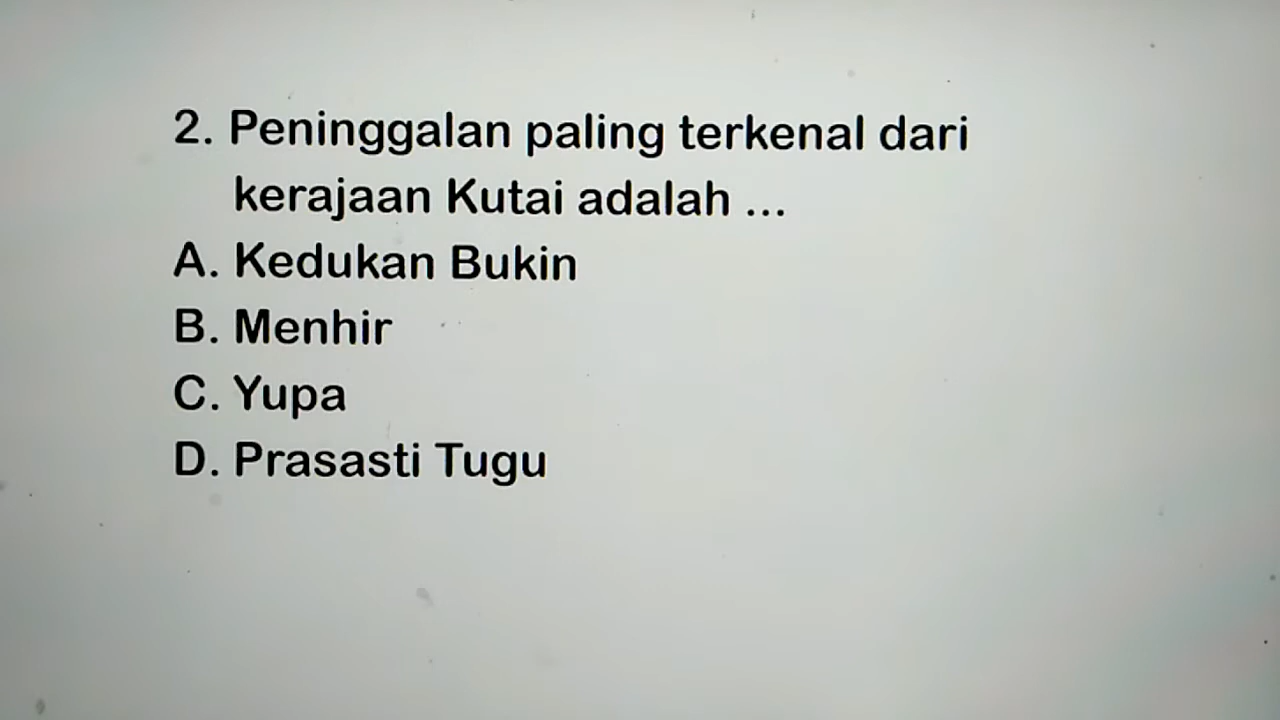 2. Peninggalan paling terkenal dari
kerajaan Kutai adalah ...
A. Kedukan Bukin
B. Menhir
C. Yupa
D. Prasasti Tugu